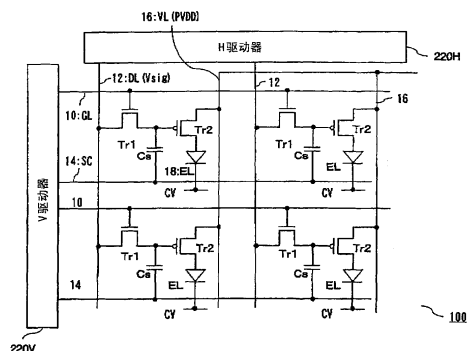 16:VL(PVDD)
H驱动器
220H
12:DL(Vsig)
12
16
10:GL
Tr1
Tr2
Cs
18:EL
14:SC
CV
Tr1
Tr2
Cs
EL
CV
V驱动器
10
Tr1
Tr2
Cs
EL
14
CV
Tr1
Tr2
Cs
EL
CV
100
220V